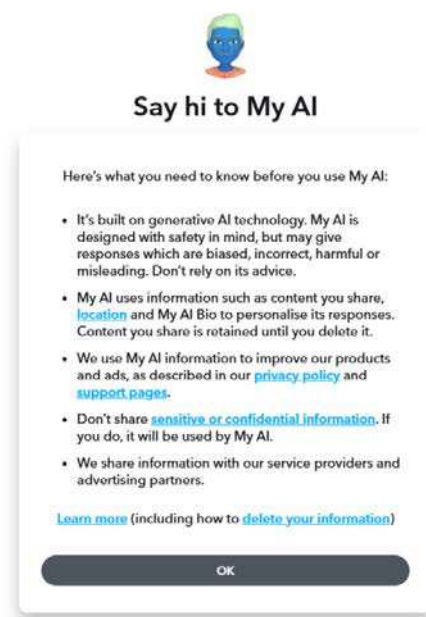 Say hi to My AI
Here's what you need to know before you use My AI:
• It's built on generative AI technology. My AI is
designed with safety in mind, but may give
responses which are biased, incorrect, harmful or
misleading. Don't rely on its advice.
• My AI uses information such as content you share,
location and My AI Bio to personalise its responses.
Content you share is retained until you delete it.
• We use My AI information to improve our products
and ads, as described in our privacy policy and
support pages.
• Don't share sensitive or confidential information. If
you do, it will be used by My AI.
• We share information with our service providers and
advertising partners.
Learn more (including how to delete your information)
OK